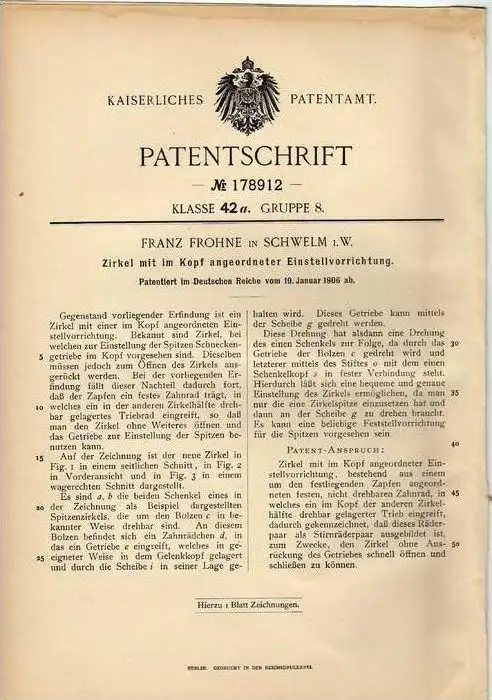 KAISERLICHES PATENTAMT.
PATENTSCHRIFT
— № 178912 —
KLASSE 42a. GRUPPE 8.
FRANZ FROHNE IN SCHWELM I.W.
Zirkel mit im Kopf angeordneter Einstellvorrichtung.
Patentiert im Deutschen Reiche vom 19. Januar 1906 ab.
Gegenstand vorliegender Erfindung ist ein
Zirkel mit einer im Kopf angeordneten Ein-
stellvorrichtung. Bekannt sind Zirkel, bei
welchen zur Einstellung der Spitzen Schnecken-
5 getriebe im Kopf vorgesehen sind. Dieselben
müssen jedoch zum Öffnen des Zirkels aus-
gerückt werden. Bei der vorliegenden Er-
findung fällt dieser Nachteil dadurch fort,
daß der Zapfen ein festes Zahnrad trägt, in
10 welches ein in der anderen Zirkelhälfte dreh-
bar gelagertes Triebrad eingreift, so daß
man den Zirkel ohne Weiteres öffnen und
das Getriebe zur Einstellung der Spitzen be-
nutzen kann.
15 Auf der Zeichnung ist der neue Zirkel in
Fig. 1 in einem seitlichen Schnitt, in Fig. 2
in Vorderansicht und in Fig. 3 in einem
wagerechten Schnitt dargestellt.
Es sind a, b die beiden Schenkel eines in
20 der Zeichnung als Beispiel dargestellten
Spitzenzirkels, die um den Bolzen c in be-
kannter Weise drehbar sind. An diesem
Bolzen befindet sich ein Zahnrädchen d, in
das ein Getriebe e eingreift, welches in ge-
25 eigneter Weise in dem Gelenkkopf gelagert
und durch die Scheibe i in seiner Lage ge-
halten wird. Dieses Getriebe kann mittels
der Scheibe g gedreht werden.
Diese Drehung hat alsdann eine Drehung
des einen Schenkels zur Folge, da durch das 30
Getriebe der Bolzen c gedreht wird und
letzterer mittels des Stiftes o mit dem einen
Schenkelkopf in fester Verbindung steht.
Hierdurch läßt sich eine bequeme und genaue
Einstellung des Zirkels ermöglichen, da man 35
nur die eine Zirkelspitze einzusetzen hat und
dann an der Scheibe g zu drehen braucht.
Es kann eine beliebige Feststellvorrichtung
für die Spitzen vorgesehen sein.
40
PATENT-ANSPRUCH:
Zirkel mit im Kopf angeordneter Ein-
stellvorrichtung, bestehend aus einem
um den festliegenden Zapfen angeord-
neten festen, nicht drehbaren Zahnrad, in 45
welches ein im Kopf der anderen Zirkel-
hälfte drehbar gelagerter Trieb eingreift,
dadurch gekennzeichnet, daß dieses Räder-
paar als Stirnräderpaar ausgebildet ist,
zum Zwecke, den Zirkel ohne Aus- 50
rückung des Getriebes schnell öffnen und
schließen zu können.
Hierzu 1 Blatt Zeichnungen.
BERLIN. GEDRUCKT IN DER REICHSDRUCKEREI.